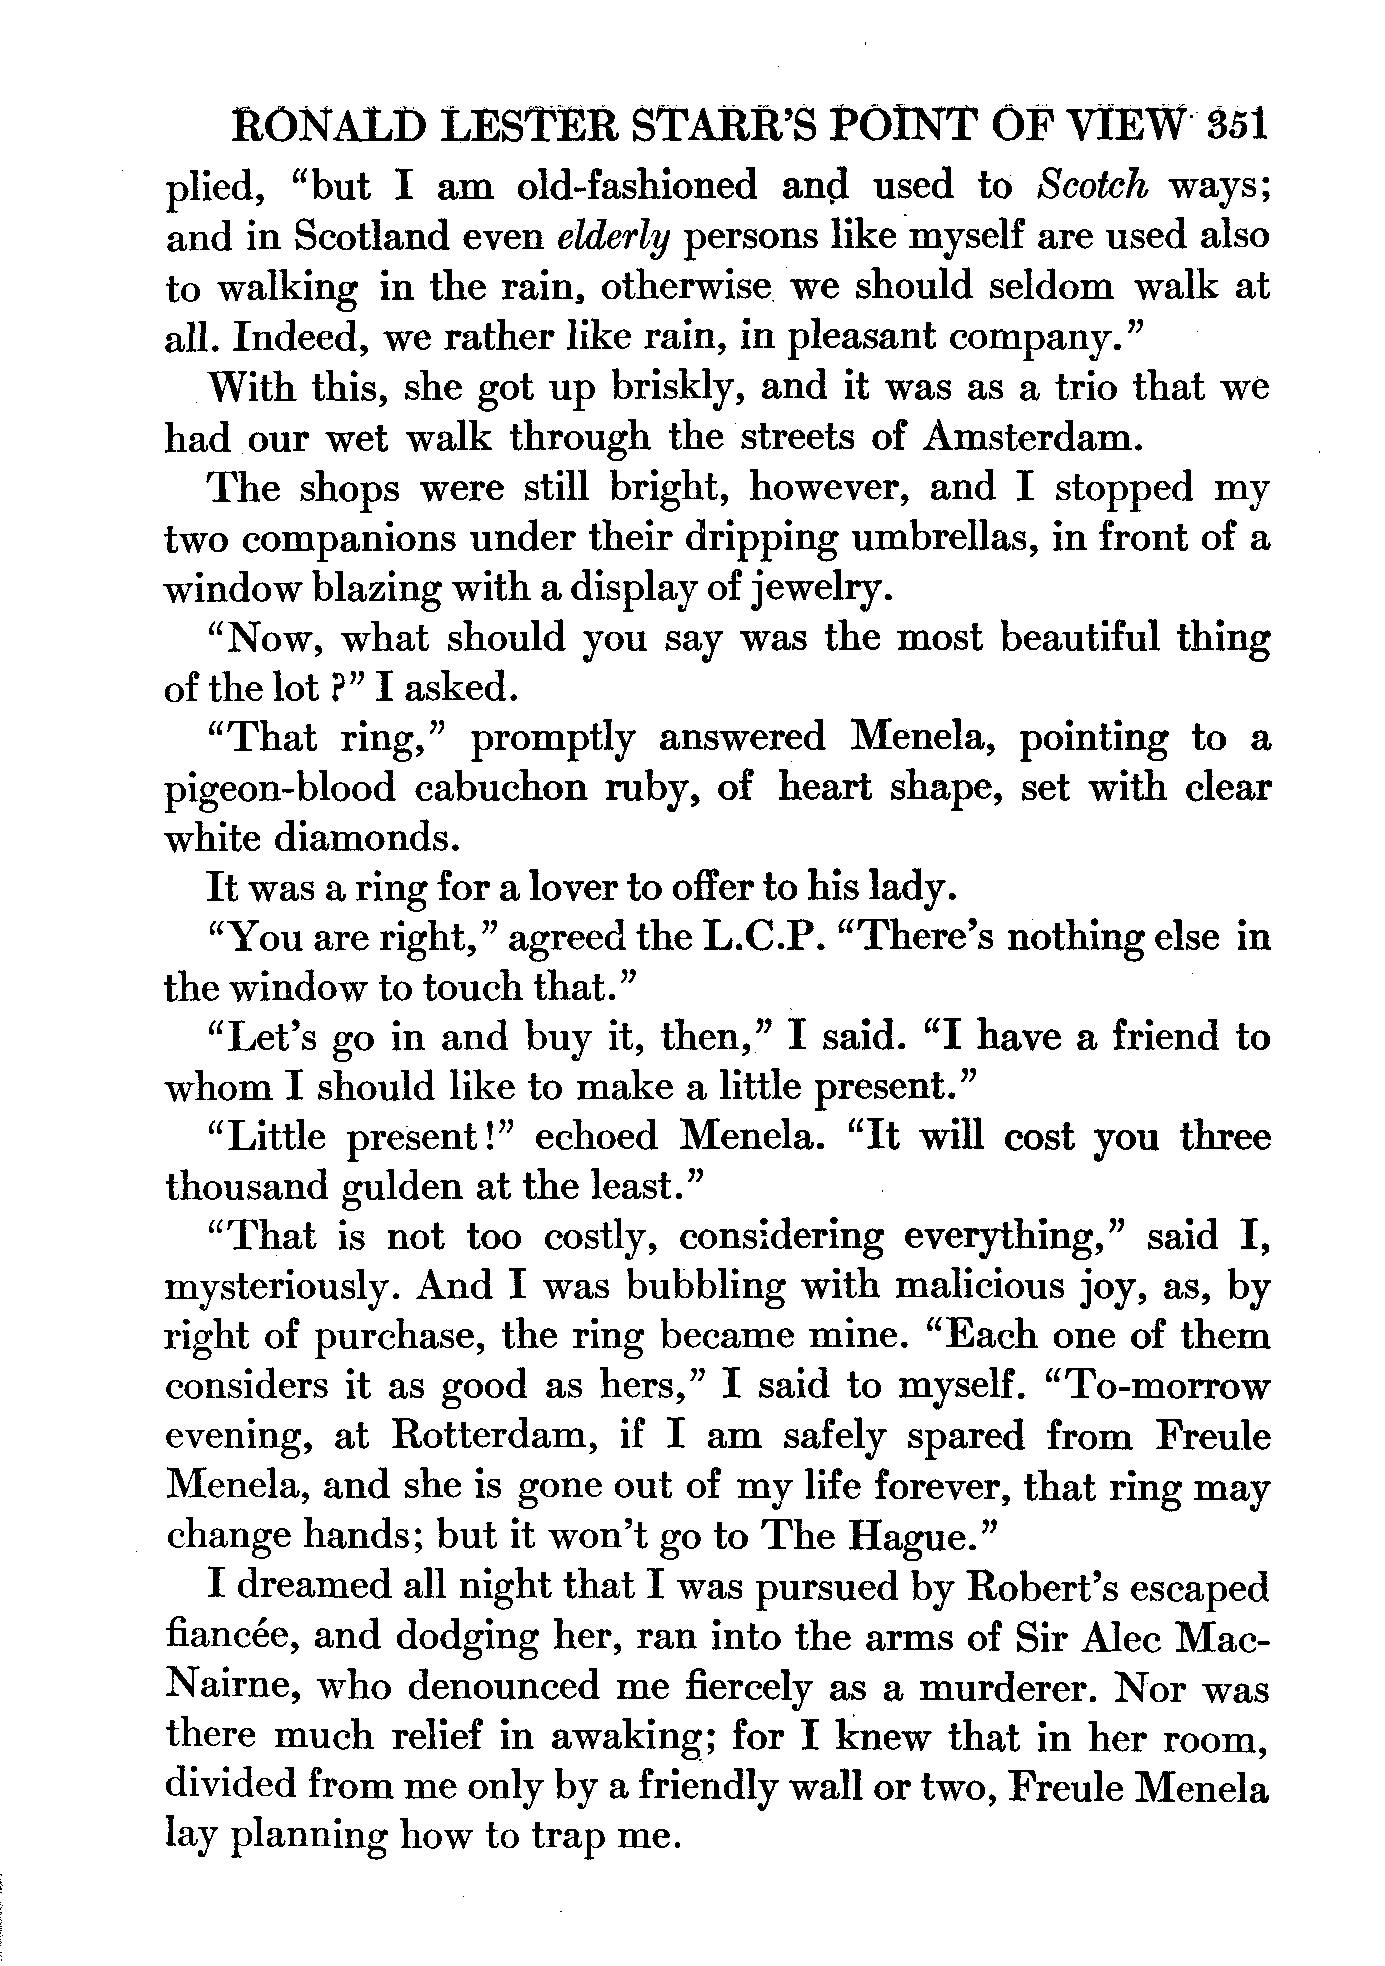 RONALD LESTER STARR'S POINT OF VIEW 351
plied, “but I am old-fashioned and used to Scotch ways;
and in Scotland even elderly persons like myself are used also
to walking in the rain, otherwise we should seldom walk at
all. Indeed, we rather like rain, in pleasant company.”
With this, she got up briskly, and it was as a trio that we
had our wet walk through the streets of Amsterdam.
The shops were still bright, however, and I stopped my
two companions under their dripping umbrellas, in front of a
window blazing with a display of jewelry.
“Now, what should you say was the most beautiful thing
of the lot?” I asked.
“That ring,” promptly answered Menela, pointing to a
pigeon-blood cabuchon ruby, of heart shape, set with clear
white diamonds.
It was a ring for a lover to offer to his lady.
“You are right,” agreed the L.C.P. “There's nothing else in
the window to touch that.”
“Let's go in and buy it, then,” I said. “I have a friend to
whom I should like to make a little present.”
“Little present!” echoed Menela. “It will cost you three
thousand gulden at the least.”
“That is not too costly, considering everything,” said I,
mysteriously. And I was bubbling with malicious joy, as, by
right of purchase, the ring became mine. “Each one of them
considers it as good as hers,” I said to myself. “To-morrow
evening, at Rotterdam, if I am safely spared from Freule
Menela, and she is gone out of my life forever, that ring may
change hands; but it won't go to The Hague.”
I dreamed all night that I was pursued by Robert's escaped
fiancée, and dodging her, ran into the arms of Sir Alec Mac-
Nairne, who denounced me fiercely as a murderer. Nor was
there much relief in awaking; for I knew that in her room,
divided from me only by a friendly wall or two, Freule Menela
lay planning how to trap me.